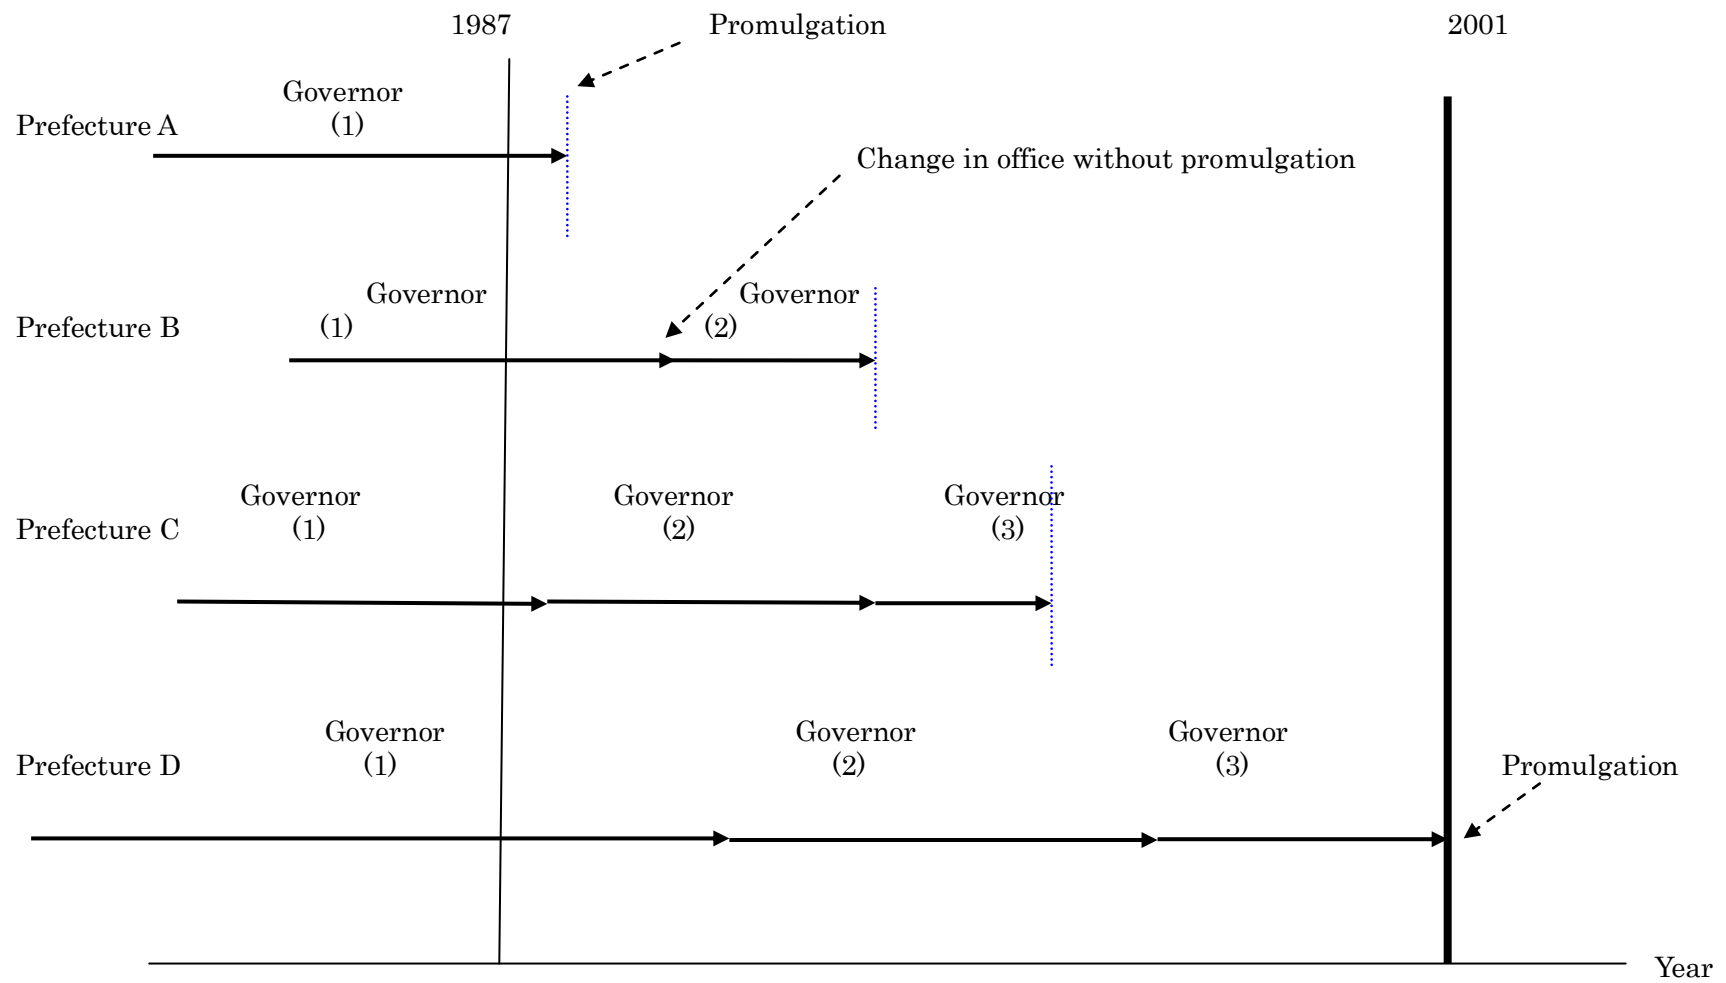 1987
Promulgation
2001
Governor
(1)
Prefecture A
Change in office without promulgation
Governor
(1)
Governor
(2)
Prefecture B
Governor
(1)
Governor
(2)
Governor
(3)
Prefecture C
Governor
(1)
Governor
(2)
Governor
(3)
Prefecture D
Promulgation
Year